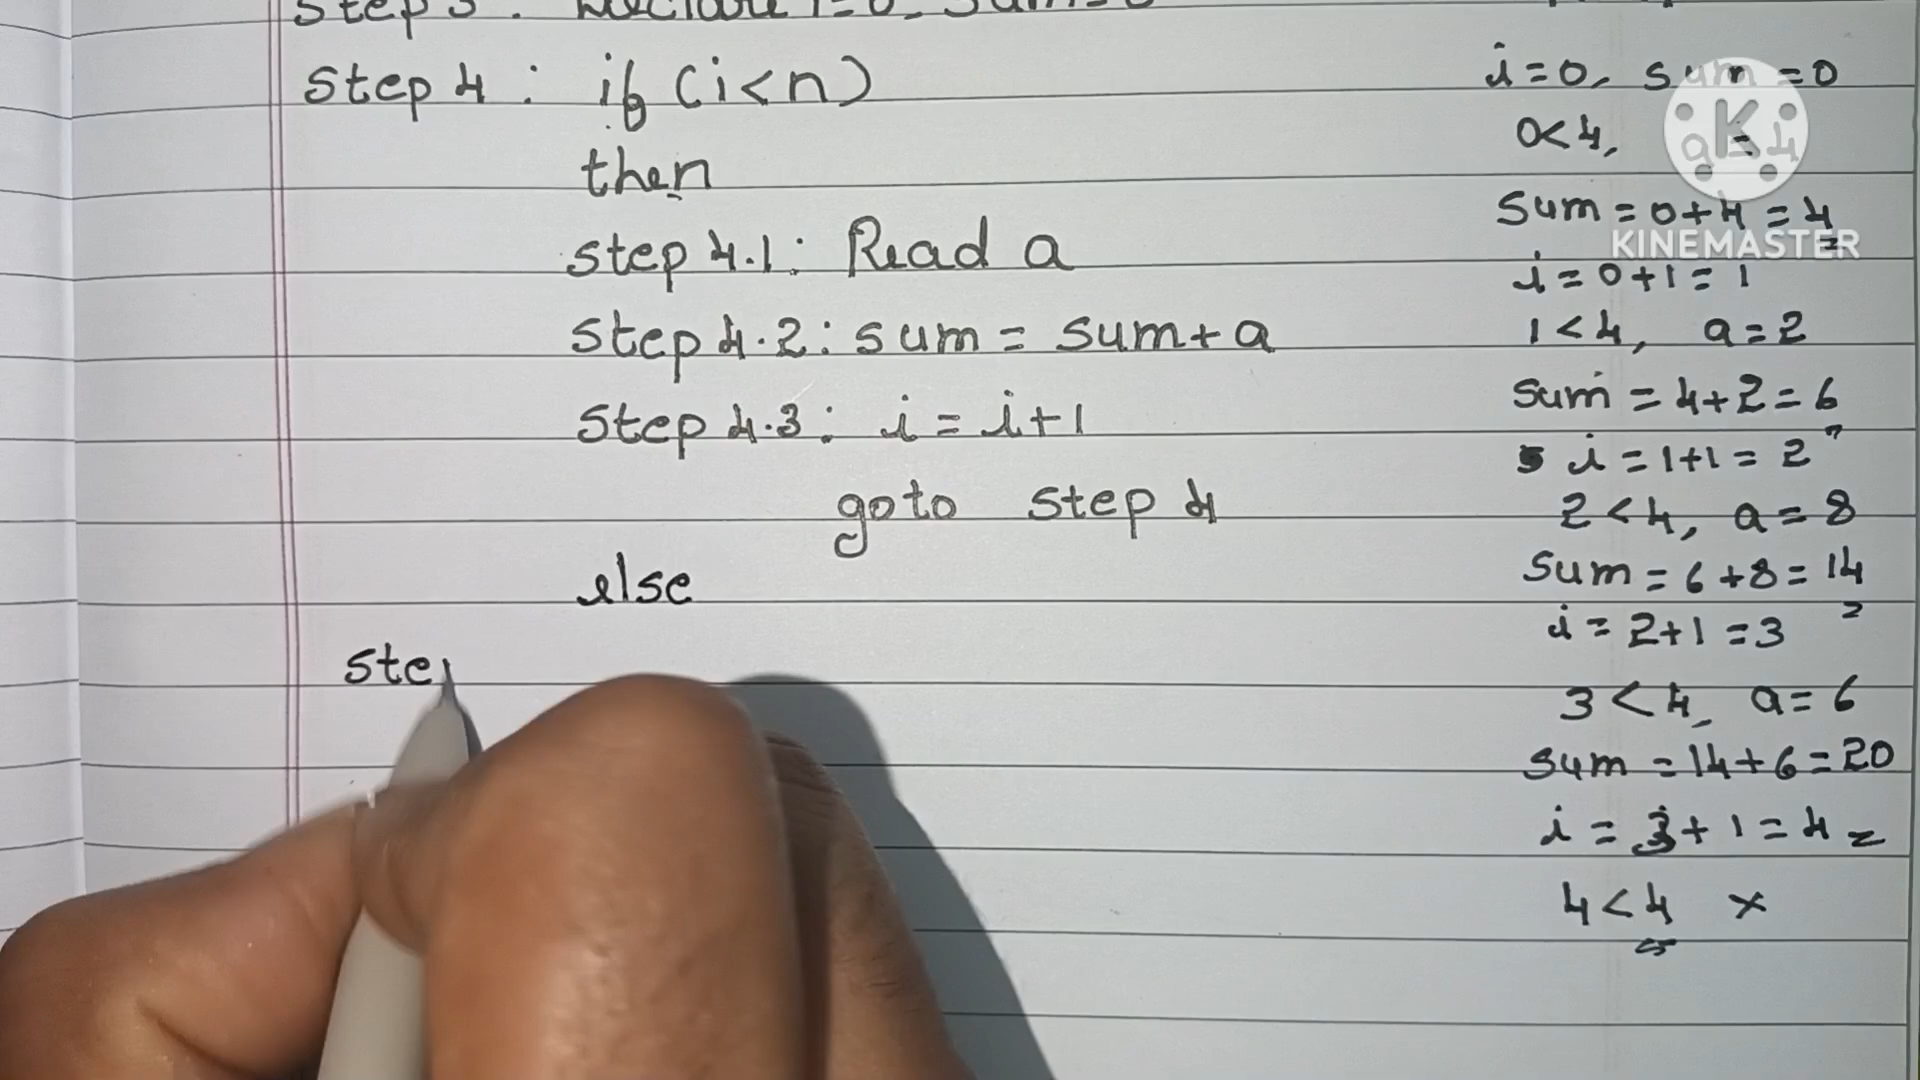 step 4 : if (i<n)
then
step 4.1: Read a
step 4.2: sum = sum+a
step 4.3: i = i+1
goto step 4
else
ste
i=0, sum=0
0<4, a=4
sum=0+4=4
KINEMASTER
i=0+1=1
1<4, a=2
sum=4+2=6
i=1+1=2
2<4, a=8
sum=6+8=14
i=2+1=3
3<4, a=6
sum=14+6=20
i=3+1=4
4<4 x